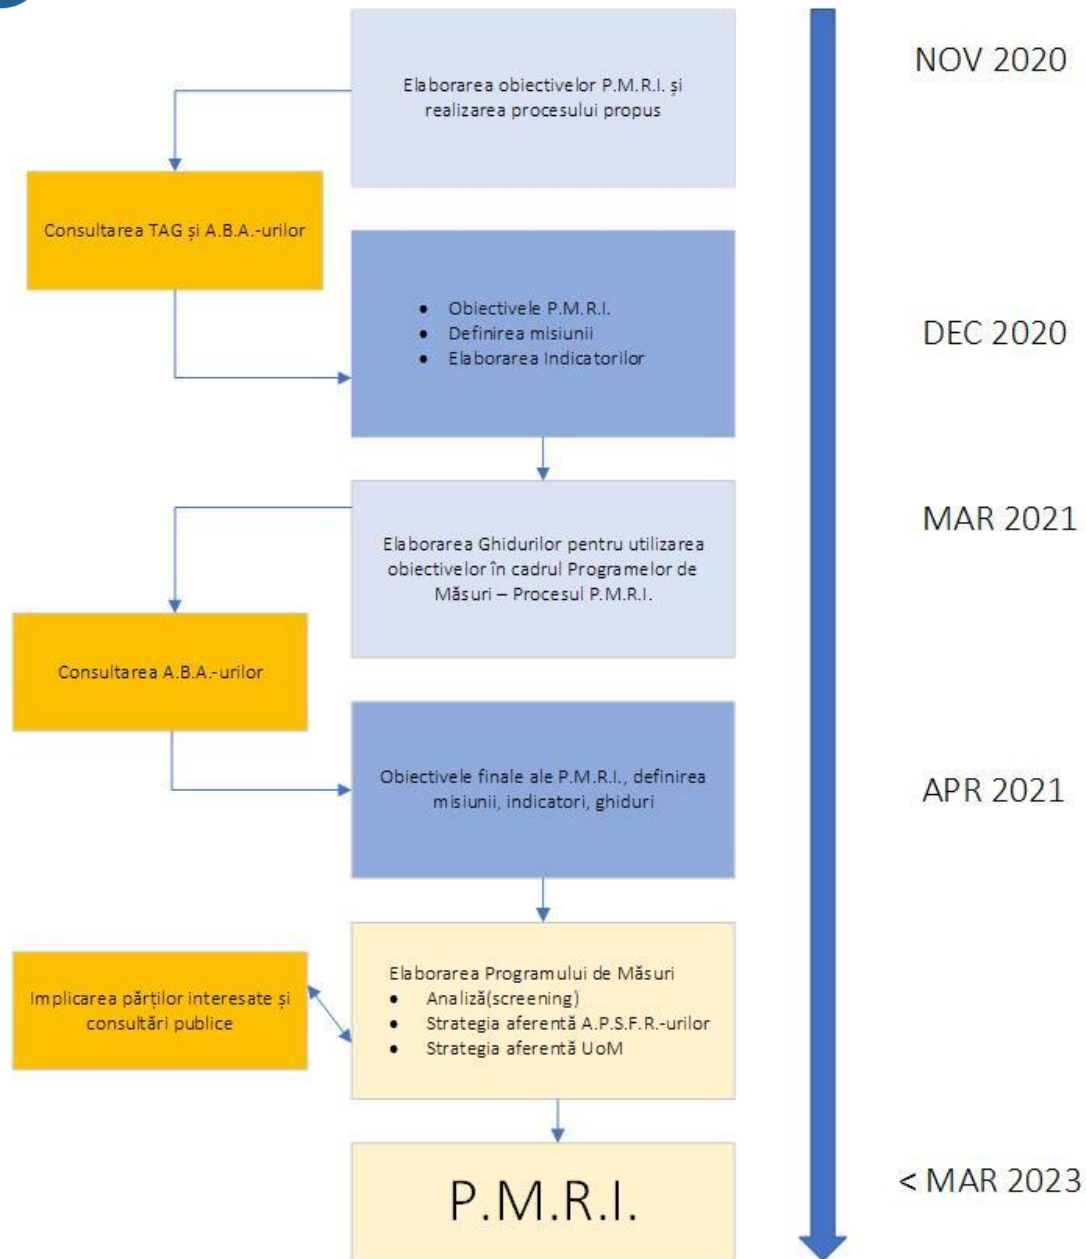 Elaborarea obiectivelor P.M.R.I. și
realizarea procesului propus
NOV 2020
Consultarea TAG și A.B.A.-urilor
• Obiectivele P.M.R.I.
• Definirea misiunii
• Elaborarea Indicatorilor
DEC 2020
Elaborarea Ghidurilor pentru utilizarea
obiectivelor în cadrul Programelor de
Măsuri – Procesul P.M.R.I.
MAR 2021
Consultarea A.B.A.-urilor
Obiectivele finale ale P.M.R.I., definirea
misiunii, indicatori, ghiduri
APR 2021
Implicarea părților interesate și
consultări publice
Elaborarea Programului de Măsuri
• Analiză(screening)
• Strategia aferentă A.P.S.F.R.-urilor
• Strategia aferentă UoM
P.M.R.I.
< MAR 2023